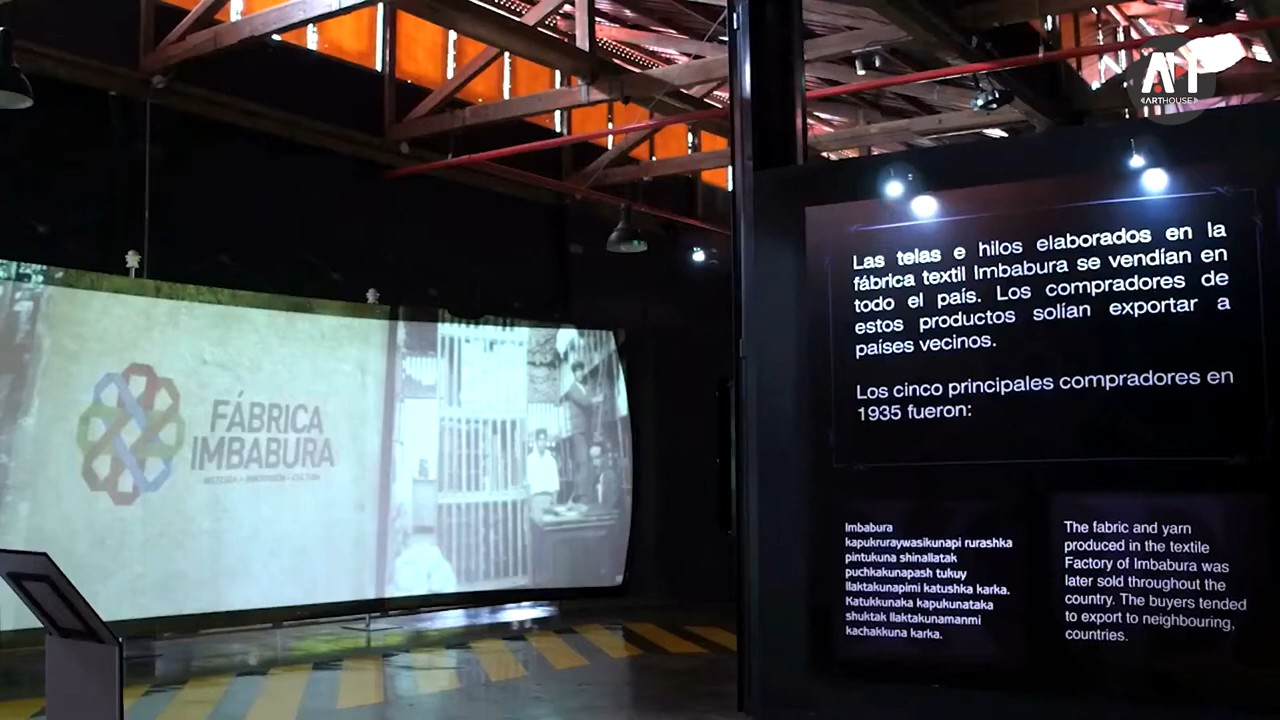 ARTHOUSE
FÁBRICA
IMBABURA
Las telas e hilos elaborados en la
fábrica textil Imbabura se vendían en
todo el país. Los compradores de
estos productos solían exportar a
países vecinos.
Los cinco principales compradores en
1935 fueron:
Imbabura
kapukruraywasikunapi rurashka
pintukuna shinallatak
puchkakunapash tukuy
llaktakunapimi katushka karka.
Katukkunaka kapukunataka
shuktak llaktakunamanmi
kachakkuna karka.
The fabric and yarn
produced in the textile
Factory of Imbabura was
later sold throughout the
country. The buyers tended
to export to neighbouring,
countries.